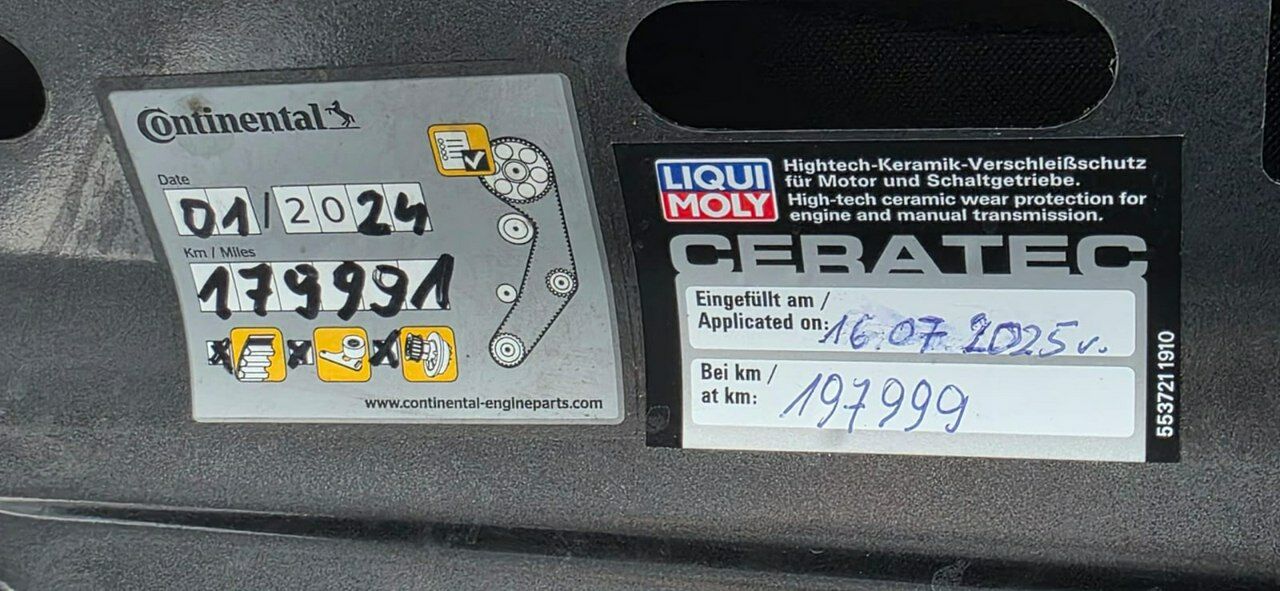 Continental
Date
01/2024
Km / Miles
179991
www.continental-engineparts.com
LIQUI
MOLY
Hightech-Keramik-Verschleißschutz
für Motor und Schaltgetriebe.
High-tech ceramic wear protection for
engine and manual transmission.
CERATEC
Eingefüllt am /
Applicated on: 16.07 2025 г.
Bei km /
at km: 197999
5537211910